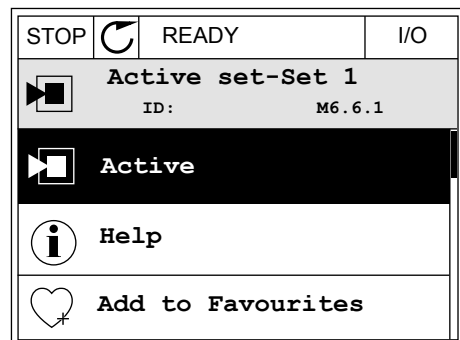 STOP READY I/O
Active set-Set 1
ID: M6.6.1
Active
Help
Add to Favourites